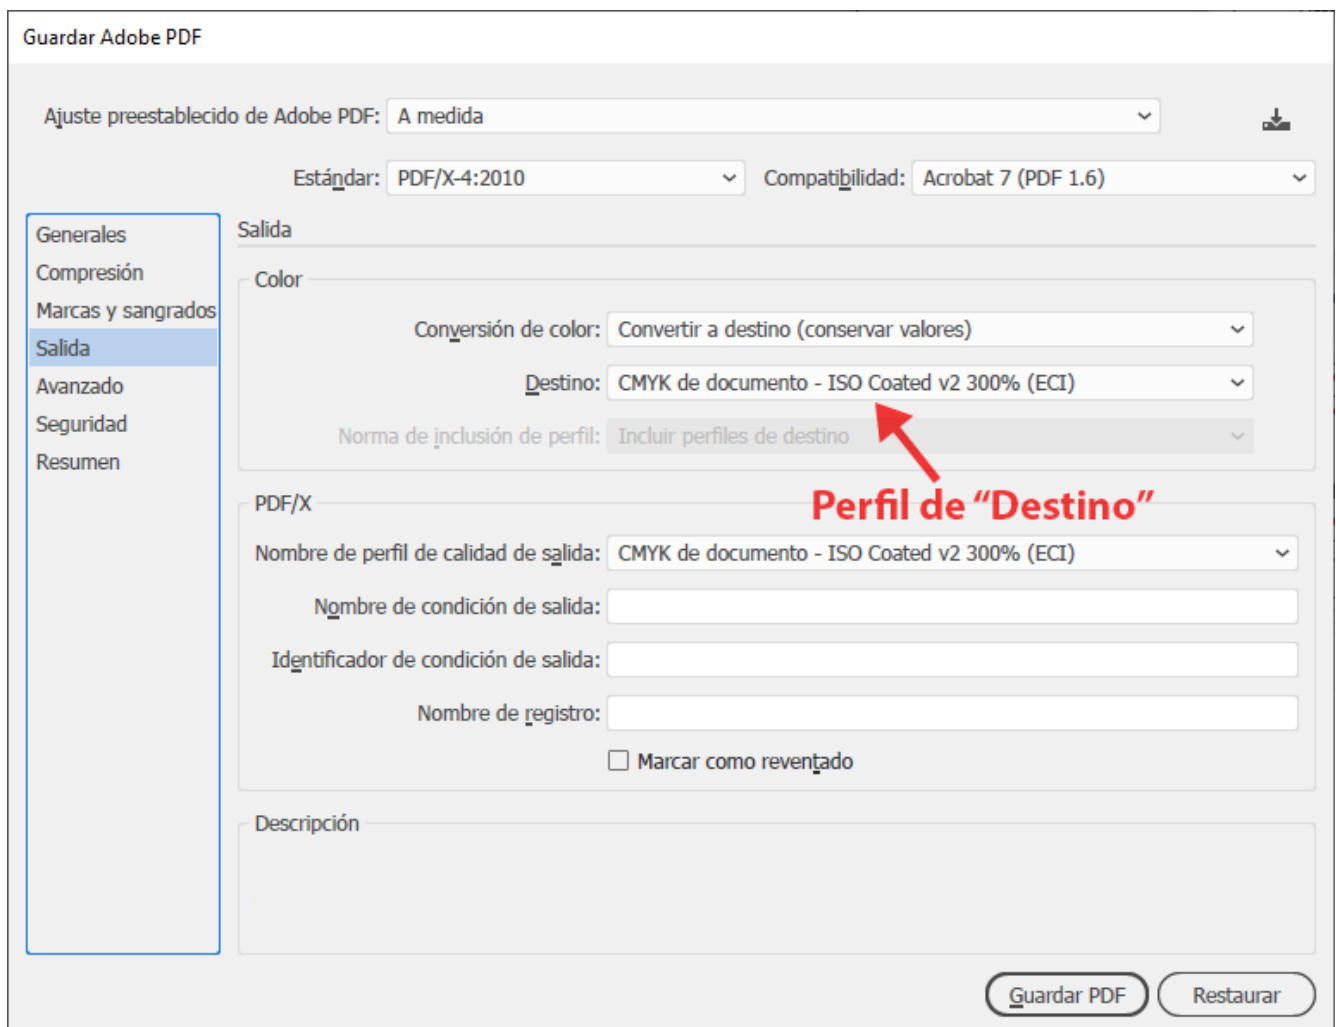 Guardar Adobe PDF
Ajuste preestablecido de Adobe PDF: A medida
Estándar: PDF/X-4:2010 Compatibilidad: Acrobat 7 (PDF 1.6)
Generales
Compresión
Marcas y sangrados
Salida
Avanzado
Seguridad
Resumen
Salida
Color
Conversión de color: Convertir a destino (conservar valores)
Destino: CMYK de documento - ISO Coated v2 300% (ECI)
Norma de inclusión de perfil: Incluir perfiles de destino
Perfil de “Destino”
PDF/X
Nombre de perfil de calidad de salida: CMYK de documento - ISO Coated v2 300% (ECI)
Nombre de condición de salida:
Identificador de condición de salida:
Nombre de registro:
Marcar como reventado
Descripción
Guardar PDF Restaurar